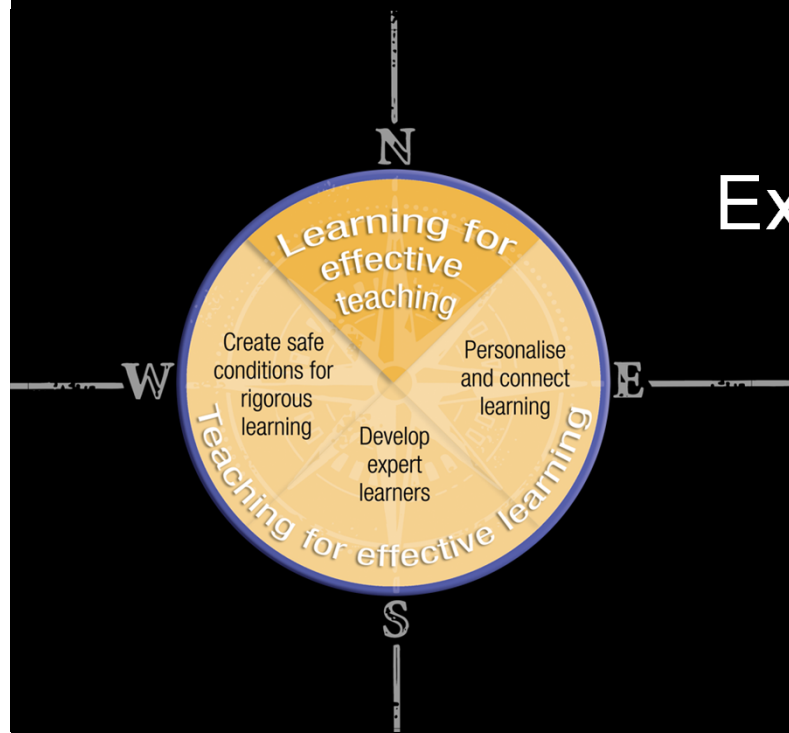 N
Ex
Learning for
effective
teaching
Create safe
conditions for
rigorous
learning
Personalise
and connect
learning
W
E
Develop
expert
learners
Teaching for effective learning
S